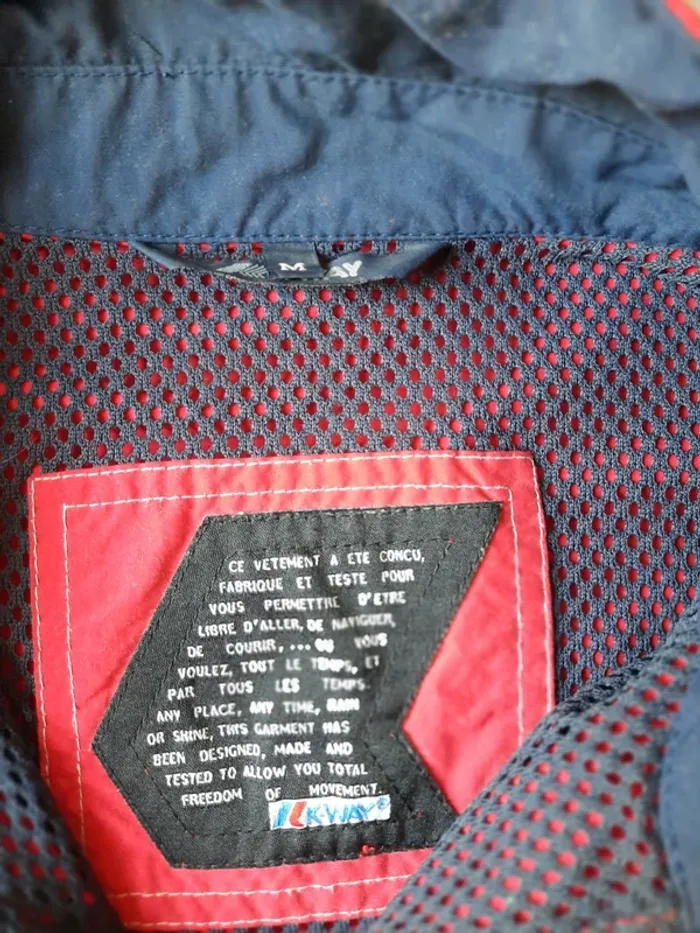 M
AY
CE VETEMENT A ETE CONCU,
FABRIQUE ET TESTE POUR
VOUS PERMETTRE D'ETRE
LIBRE D'ALLER, DE NAVIGUER,
DE COURIR, ... OU VOUS
VOULEZ, TOUT LE TEMPS, ET
PAR TOUS LES TEMPS.
ANY PLACE, ANY TIME, RAIN
OR SHINE, THIS GARMENT HAS
BEEN DESIGNED, MADE AND
TESTED TO ALLOW YOU TOTAL
FREEDOM OF MOVEMENT.
K-WAY®